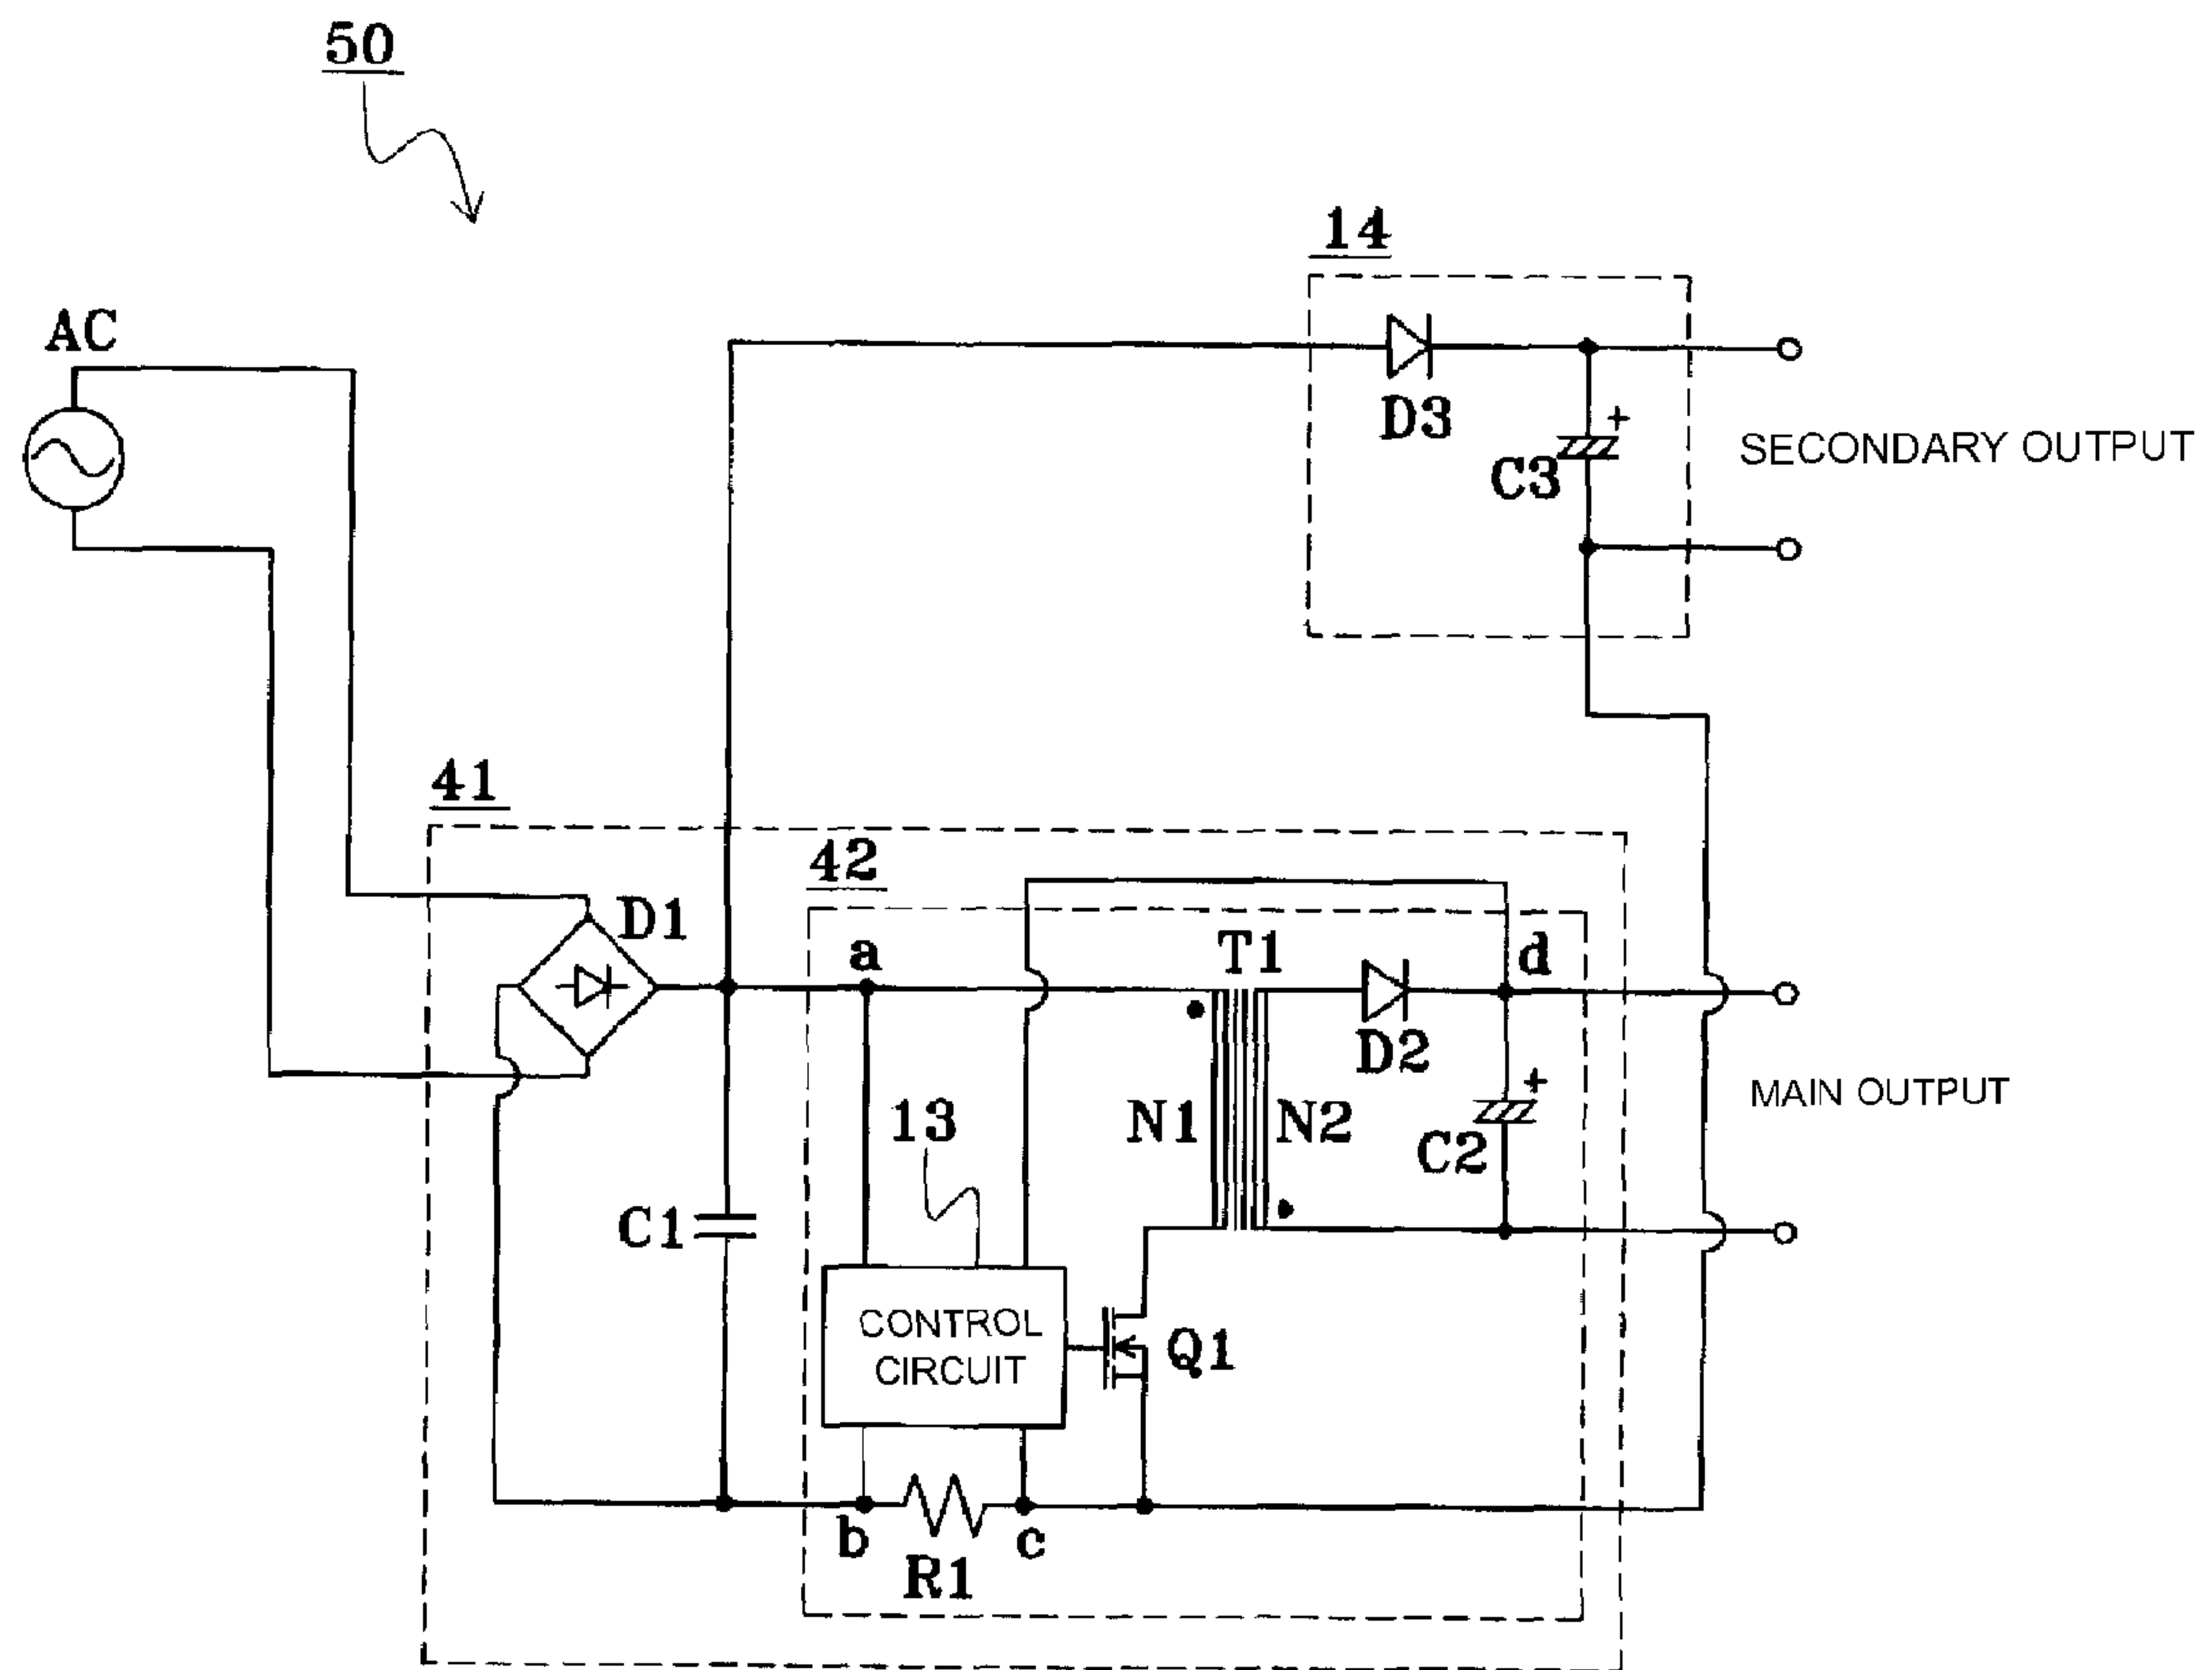 50
14
AC
D3
+
C3
SECONDARY OUTPUT
41
42
D1
a
T1
d
D2
+
MAIN OUTPUT
13
N1
N2
C2
C1
CONTROL
CIRCUIT
Q1
b
c
R1